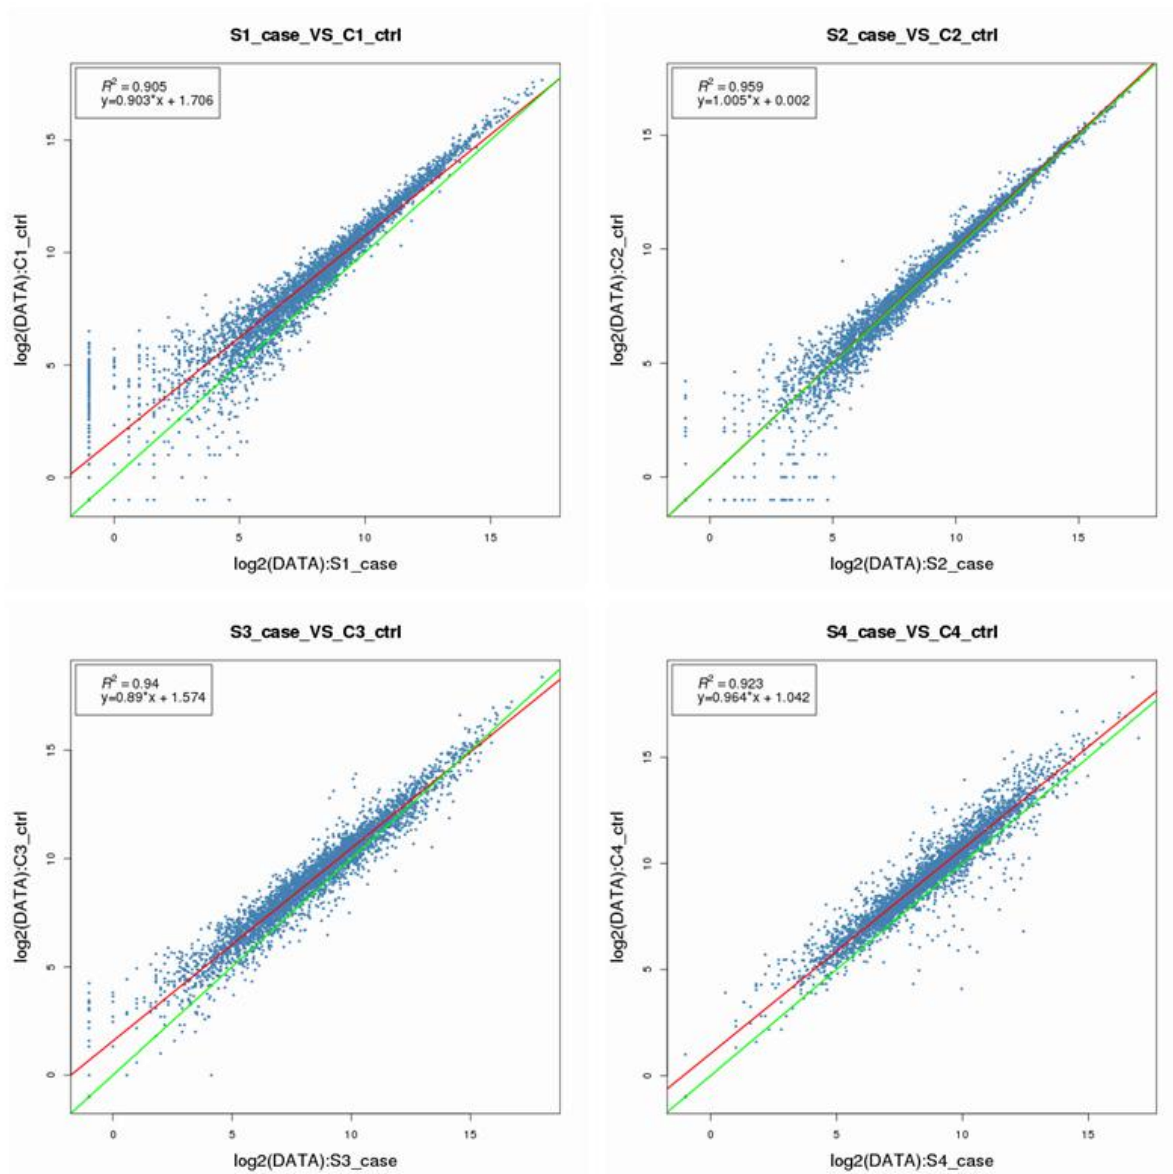 S1_case_VS_C1_ctrl
R² = 0.905
y=0.903*x + 1.706
15
10
5
0
log2(DATA):C1_ctrl
0 5 10 15
log2(DATA):S1_case
S2_case_VS_C2_ctrl
R² = 0.959
y=1.005*x + 0.002
15
10
5
0
log2(DATA):C2_ctrl
0 5 10 15
log2(DATA):S2_case
S3_case_VS_C3_ctrl
R² = 0.94
y=0.89*x + 1.574
15
10
5
0
log2(DATA):C3_ctrl
0 5 10 15
log2(DATA):S3_case
S4_case_VS_C4_ctrl
R² = 0.923
y=0.964*x + 1.042
15
10
5
0
log2(DATA):C4_ctrl
0 5 10 15
log2(DATA):S4_case